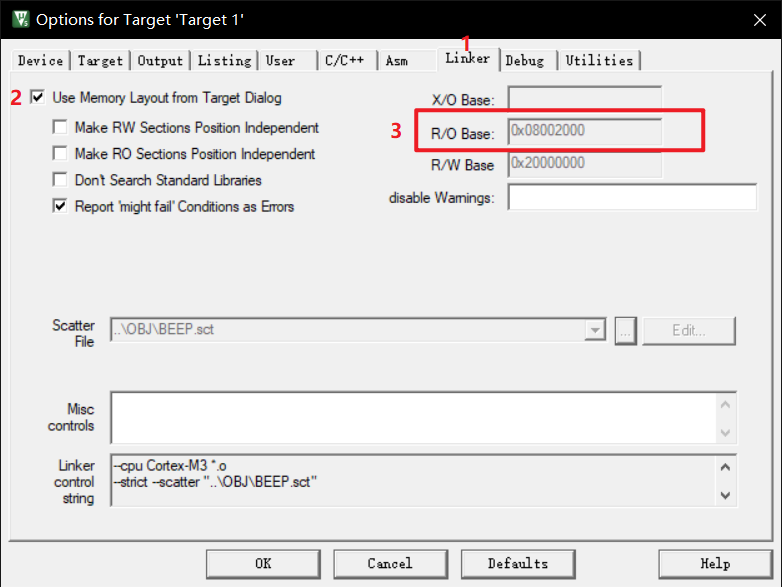 Options for Target 'Target 1'
1
Device Target Output Listing User C/C++ Asm Linker Debug Utilities
2 Use Memory Layout from Target Dialog
Make RW Sections Position Independent
Make RO Sections Position Independent
Don't Search Standard Libraries
Report 'might fail' Conditions as Errors
X/O Base:
3 R/O Base: 0x08002000
R/W Base 0x20000000
disable Warnings:
Scatter
File
..\OBJ\BEEP.sct
...
Edit...
Misc
controls
Linker
control
string
--cpu Cortex-M3 *.o
--strict --scatter "..\OBJ\BEEP.sct"
OK Cancel Defaults Help